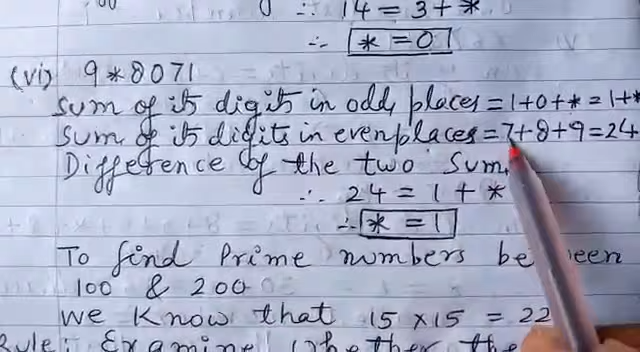 ∴ 14 = 3 + *
∴ * = 0
(vi) 9*8071
Sum of its digits in odd places = 1+0+* = 1+*
Sum of its digits in even places = 7+8+9=24
Difference of the two Sum
∴ 24 = 1 + *
∴ * = 1
To find Prime numbers between
100 & 200
We know that 15 × 15 = 22
Rule: Examine whether the